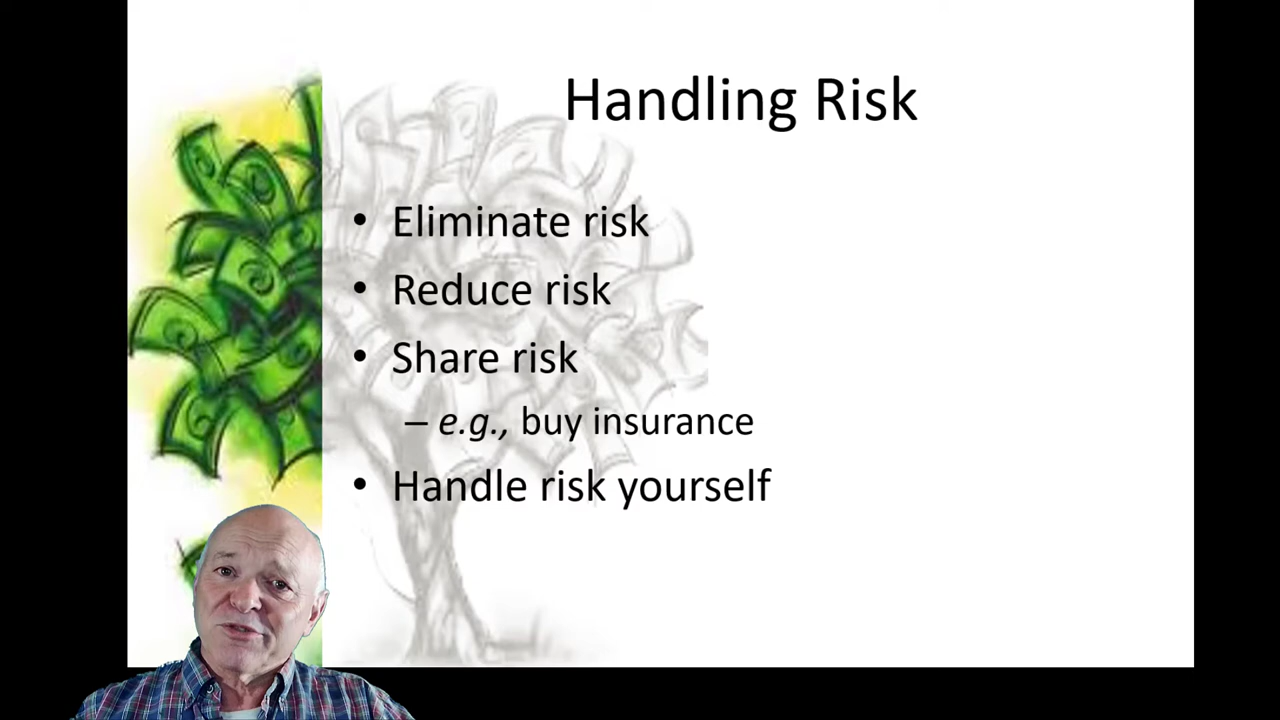 Handling Risk
• Eliminate risk
• Reduce risk
• Share risk
– e.g., buy insurance
• Handle risk yourself